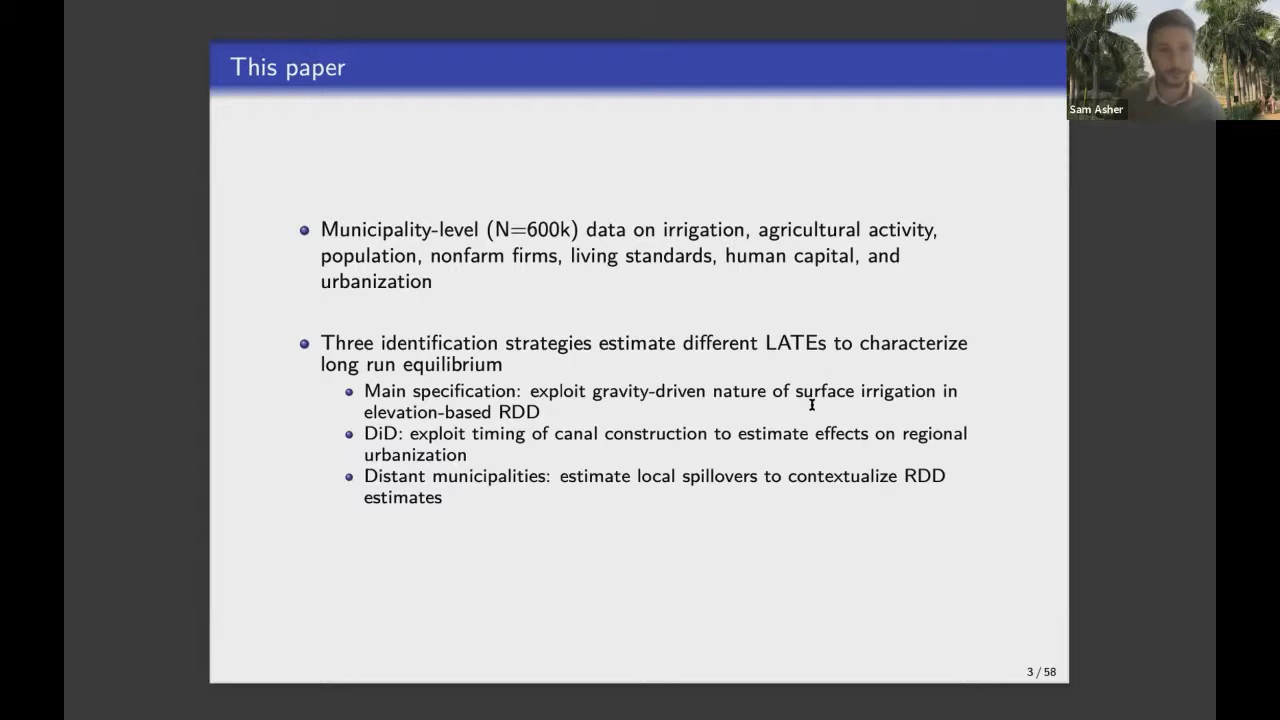 This paper
Sam Asher
Municipality-level (N=600k) data on irrigation, agricultural activity,
population, nonfarm firms, living standards, human capital, and
urbanization
Three identification strategies estimate different LATEs to characterize
long run equilibrium
Main specification: exploit gravity-driven nature of surface irrigation in
elevation-based RDD
DiD: exploit timing of canal construction to estimate effects on regional
urbanization
Distant municipalities: estimate local spillovers to contextualize RDD
estimates
3 / 58